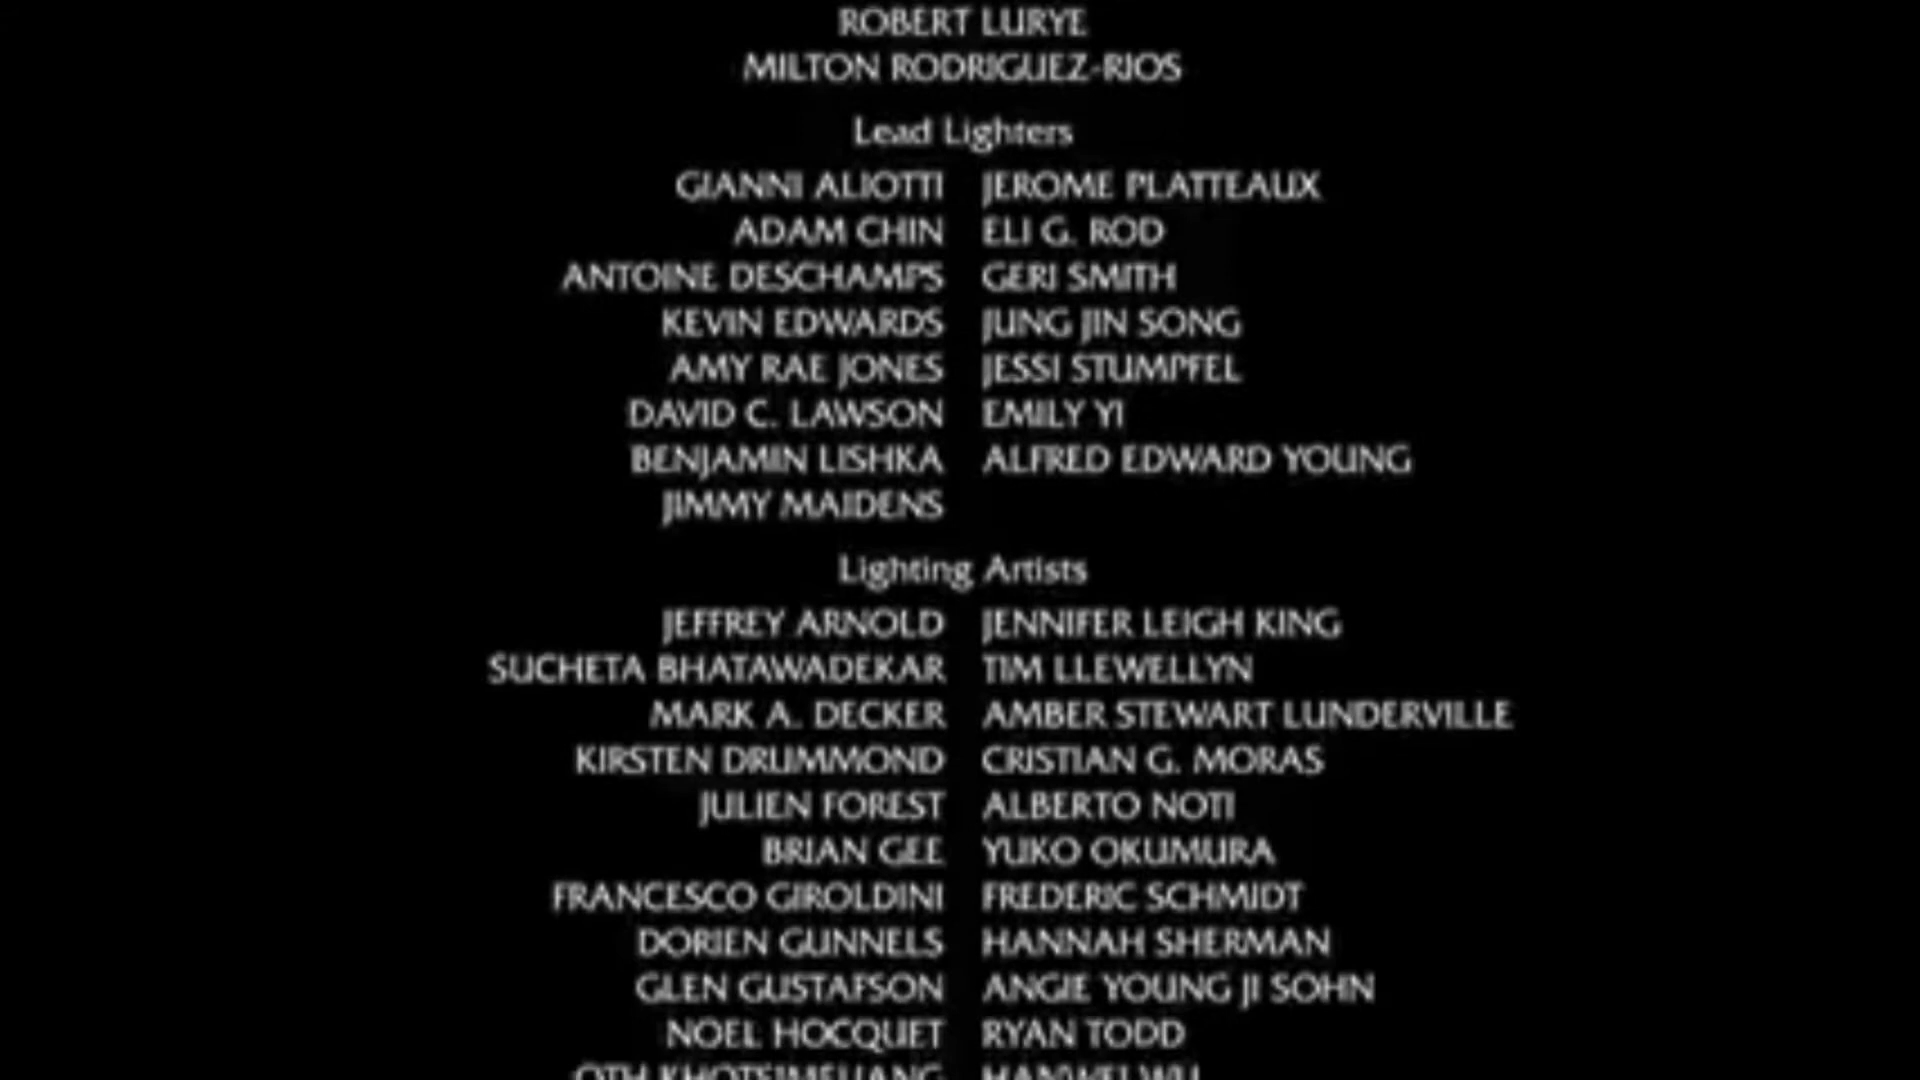 ROBERT LURYE
MILTON RODRIGUEZ-RIOS
Lead Lighters
GIANNI ALIOTTI JEROME PLATTEAUX
ADAM CHIN ELI G. ROD
ANTOINE DESCHAMPS GERI SMITH
KEVIN EDWARDS JUNG JIN SONG
AMY RAE JONES JESSI STUMPFEL
DAVID C. LAWSON EMILY YI
BENJAMIN LISHKA ALFRED EDWARD YOUNG
JIMMY MAIDENS
Lighting Artists
JEFFREY ARNOLD JENNIFER LEIGH KING
SUCHETA BHATAWADEKAR TIM LLEWELLYN
MARK A. DECKER AMBER STEWART LUNDERVILLE
KIRSTEN DRUMMOND CRISTIAN G. MORAS
JULIEN FOREST ALBERTO NOTI
BRIAN GEE YUKO OKUMURA
FRANCESCO GIROLDINI FREDERIC SCHMIDT
DORIEN GUNNELS HANNAH SHERMAN
GLEN GUSTAFSON ANGIE YOUNG JI SOHN
NOEL HOCQUET RYAN TODD